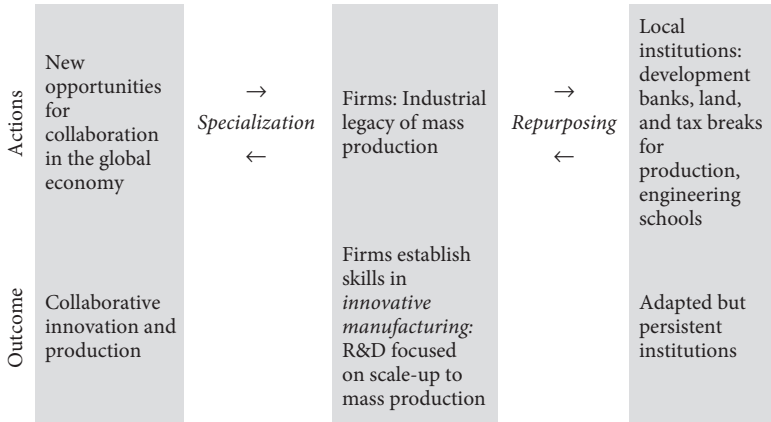 Actions
New
opportunities
for
collaboration
in the global
economy
→
Specialization
←
Firms: Industrial
legacy of mass
production
→
Repurposing
←
Local
institutions:
development
banks, land,
and tax breaks
for
production,
engineering
schools
Outcome
Collaborative
innovation and
production
Firms establish
skills in
innovative
manufacturing:
R&D focused
on scale-up to
mass production
Adapted but
persistent
institutions